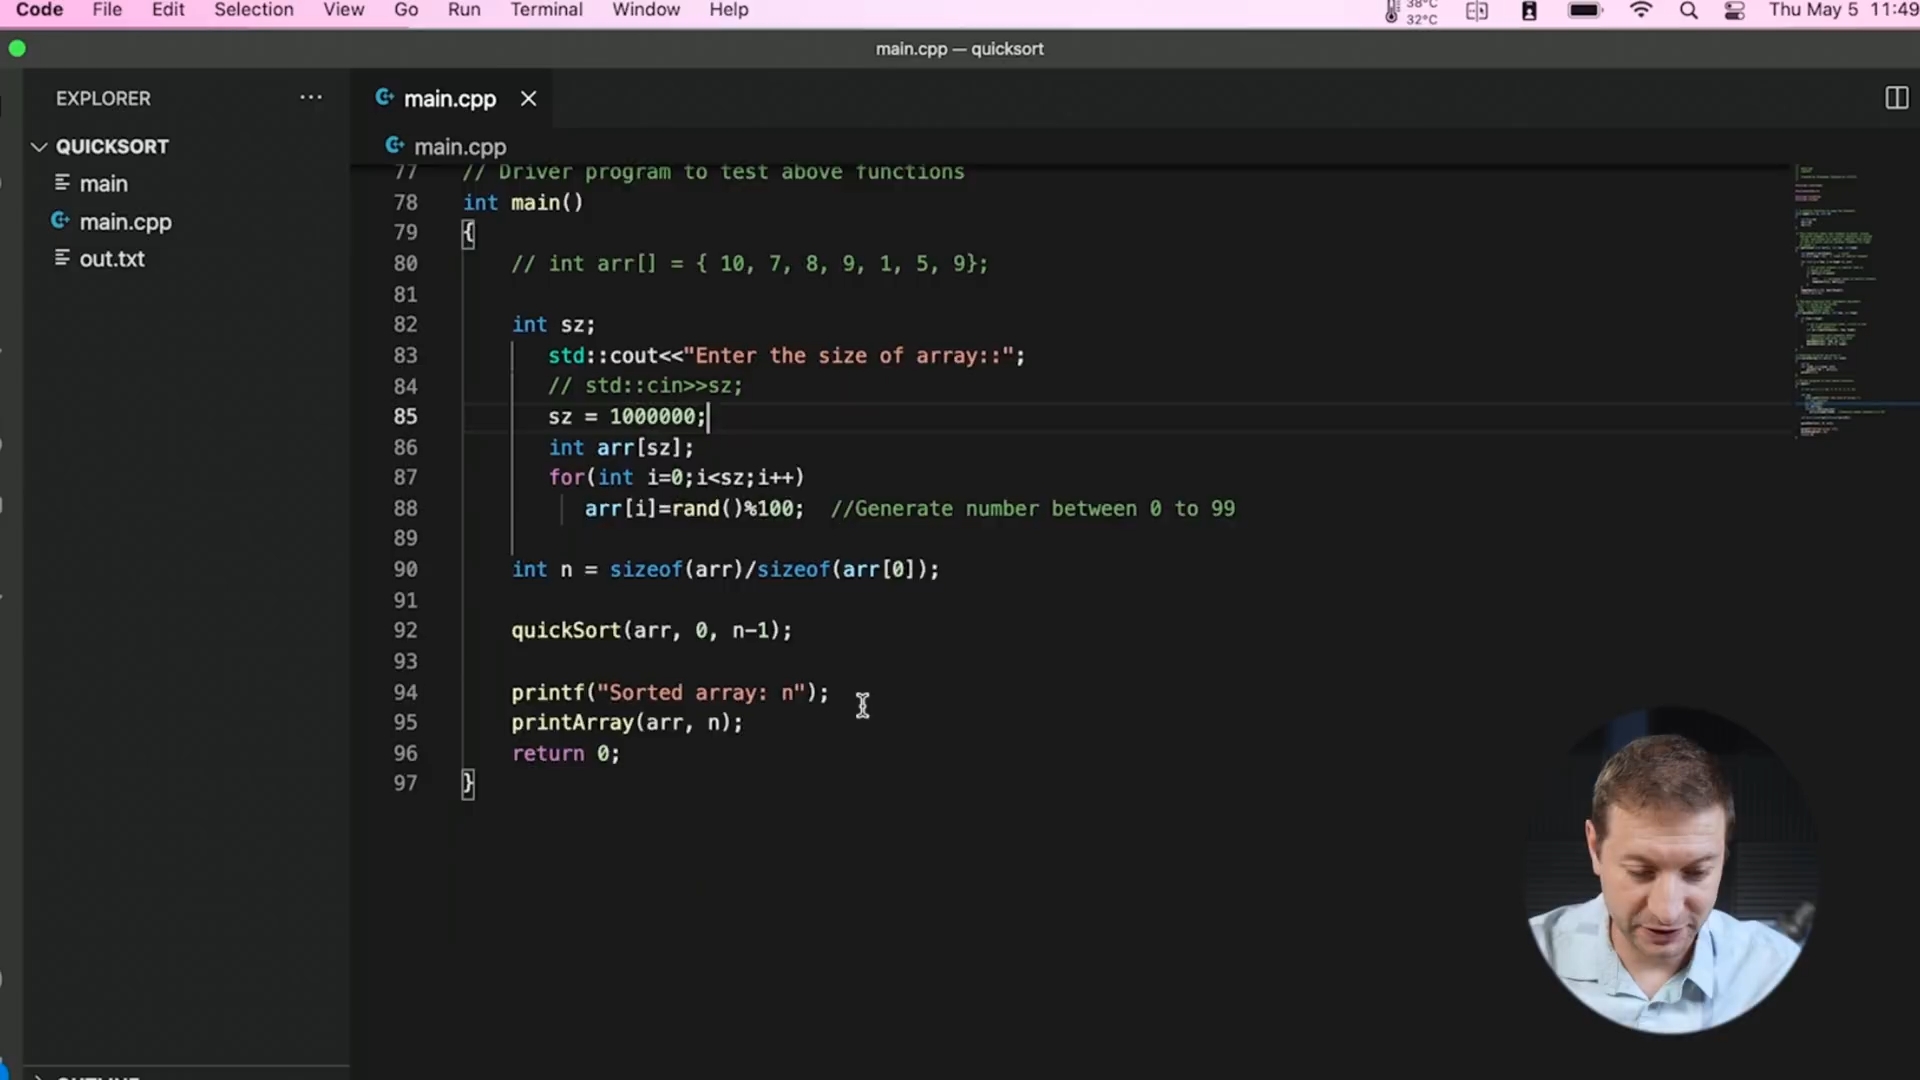 Code File Edit Selection View Go Run Terminal Window Help 38°C 32°C Thu May 5 11:49
main.cpp — quicksort
EXPLORER ··· main.cpp
QUICKSORT main.cpp
main
main.cpp
out.txt
77 // Driver program to test above functions
78 int main()
79 {
80 // int arr[] = { 10, 7, 8, 9, 1, 5, 9};
81
82 int sz;
83 std::cout<<"Enter the size of array::";
84 // std::cin>>sz;
85 sz = 1000000;
86 int arr[sz];
87 for(int i=0;i<sz;i++)
88 arr[i]=rand()%100; //Generate number between 0 to 99
89
90 int n = sizeof(arr)/sizeof(arr[0]);
91
92 quickSort(arr, 0, n-1);
93
94 printf("Sorted array: n");
95 printArray(arr, n);
96 return 0;
97 }